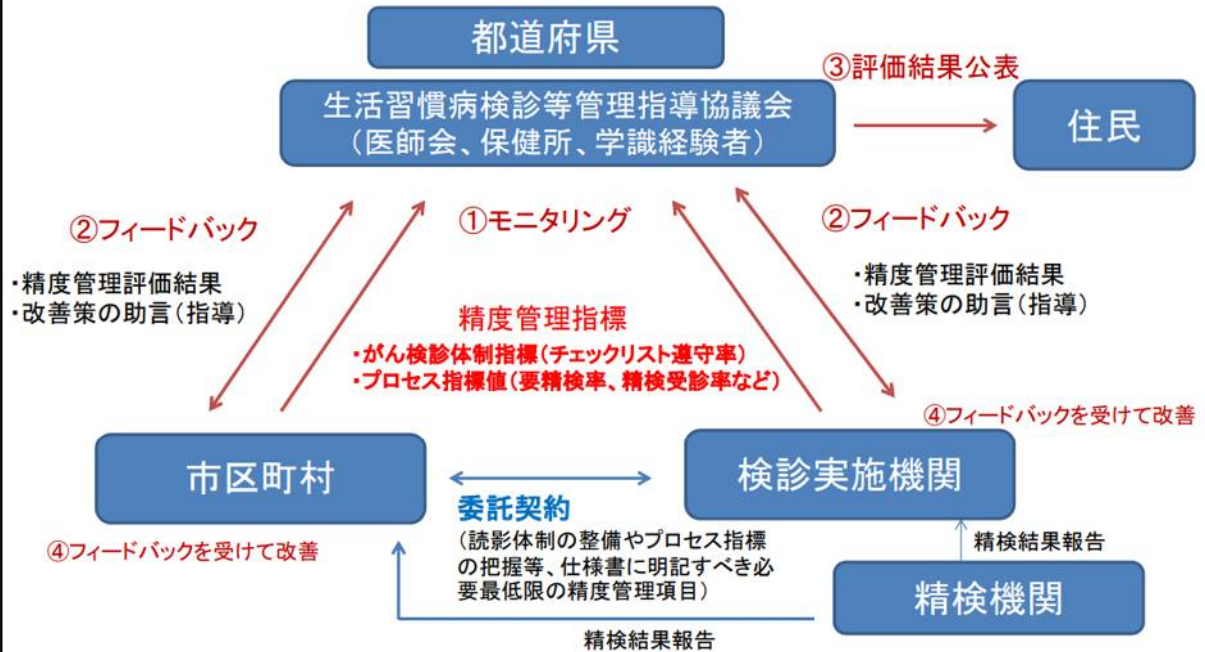 都道府県
③評価結果公表
生活習慣病検診等管理指導協議会
（医師会、保健所、学識経験者）
住民
②フィードバック
・精度管理評価結果
・改善策の助言（指導）
①モニタリング
②フィードバック
・精度管理評価結果
・改善策の助言（指導）
精度管理指標
・がん検診体制指標（チェックリスト遵守率）
・プロセス指標値（要精検率、精検受診率など）
④フィードバックを受けて改善
市区町村
検診実施機関
④フィードバックを受けて改善
委託契約
（読影体制の整備やプロセス指標
の把握等、仕様書に明記すべき必
要最低限の精度管理項目）
精検結果報告
精検機関
精検結果報告